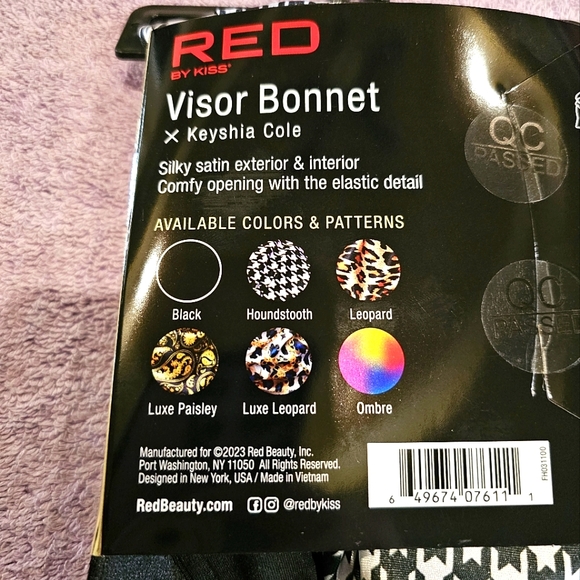 RED
BY KISS®
Visor Bonnet
X Keyshia Cole
Silky satin exterior & interior
Comfy opening with the elastic detail
QC
PASSED
AVAILABLE COLORS & PATTERNS
Black
Houndstooth
Leopard
QC
PASSED
Luxe Paisley
Luxe Leopard
Ombre
Manufactured for ©2023 Red Beauty, Inc.
Port Washington, NY 11050 All Rights Reserved.
Designed in New York, USA / Made in Vietnam
RedBeauty.com
@redbykiss
6 49674 07611 1
FH031100